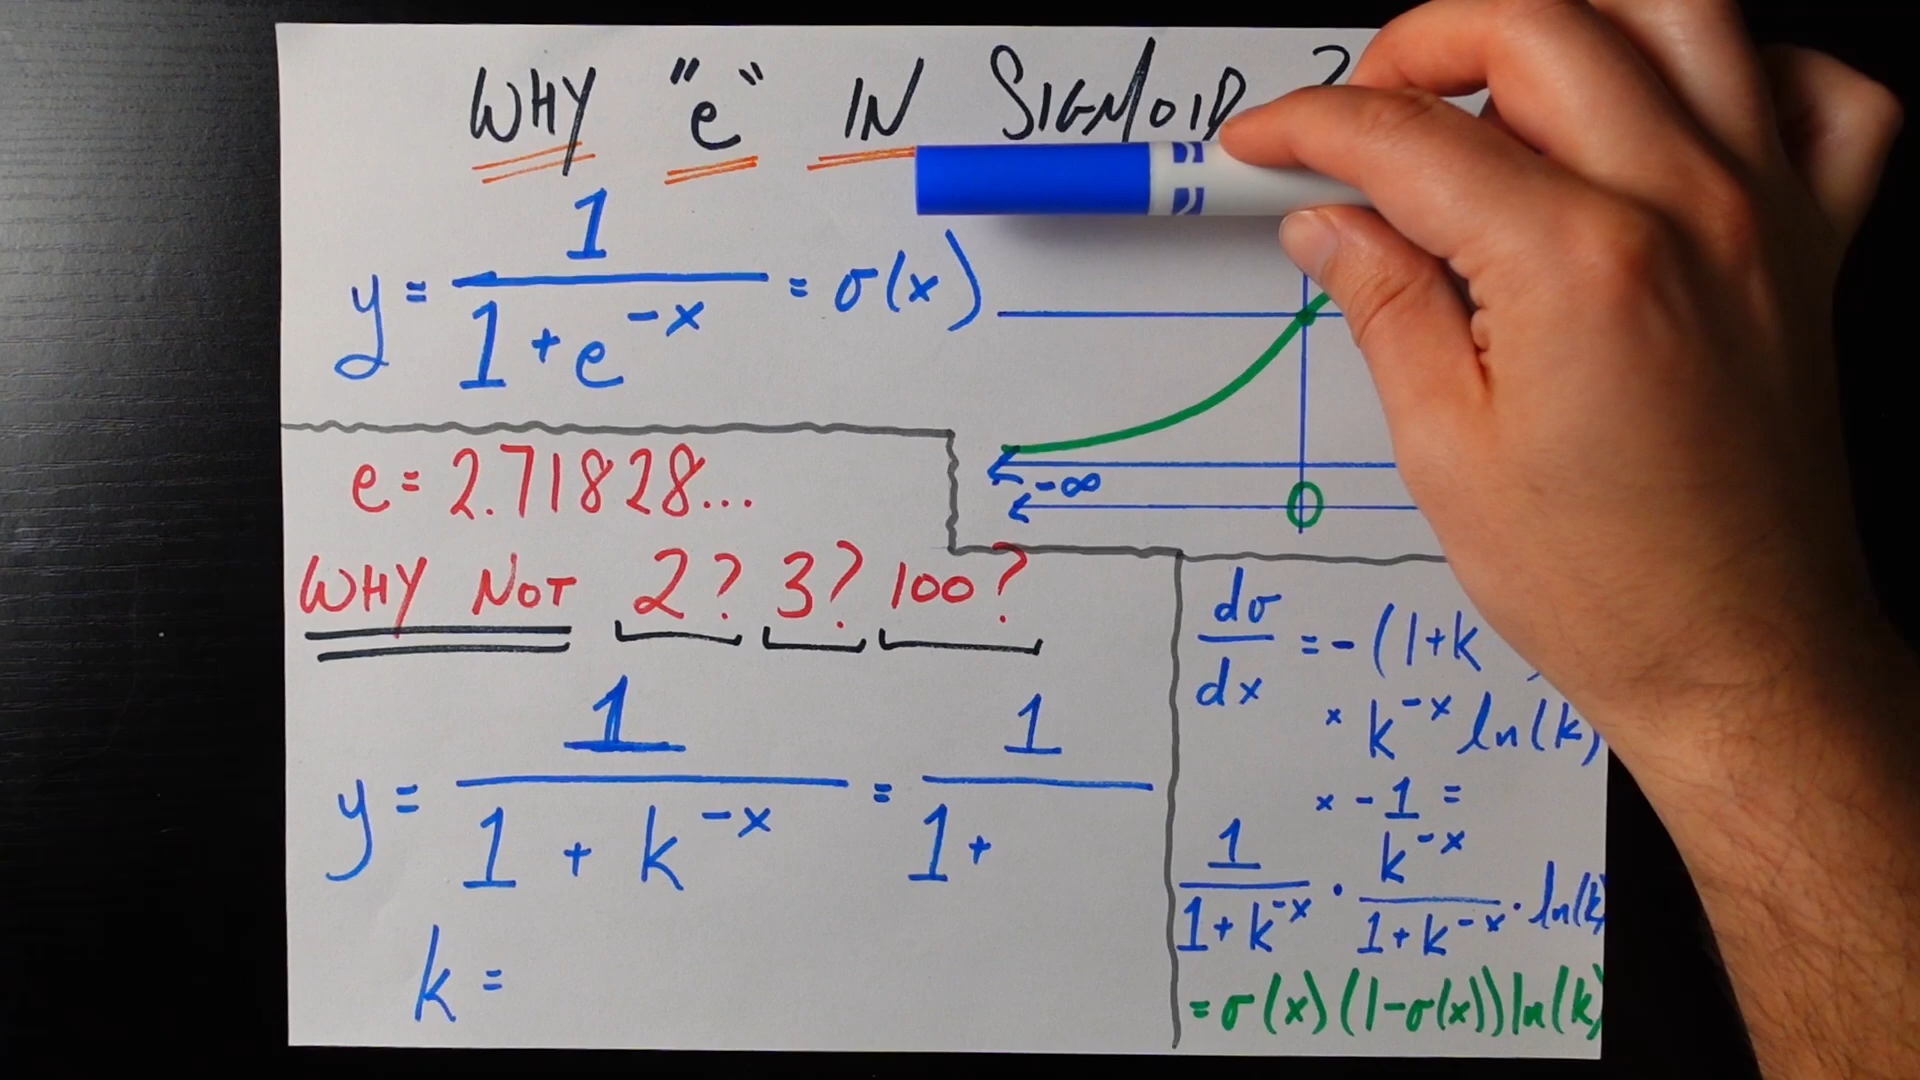 WHY "e" IN SIGMOID?
y = 1 / (1 + e^-x) = σ(x)
-∞
0
e = 2.71828...
WHY NOT 2? 3? 100?
y = 1 / (1 + k^-x) = 1 / (1 +
k =
dσ/dx = -(1+k
× k^-x ln(k)
× -1 =
1 / (1+k^-x) · k^-x / (1+k^-x) · ln(k)
= σ(x)(1-σ(x))ln(k)